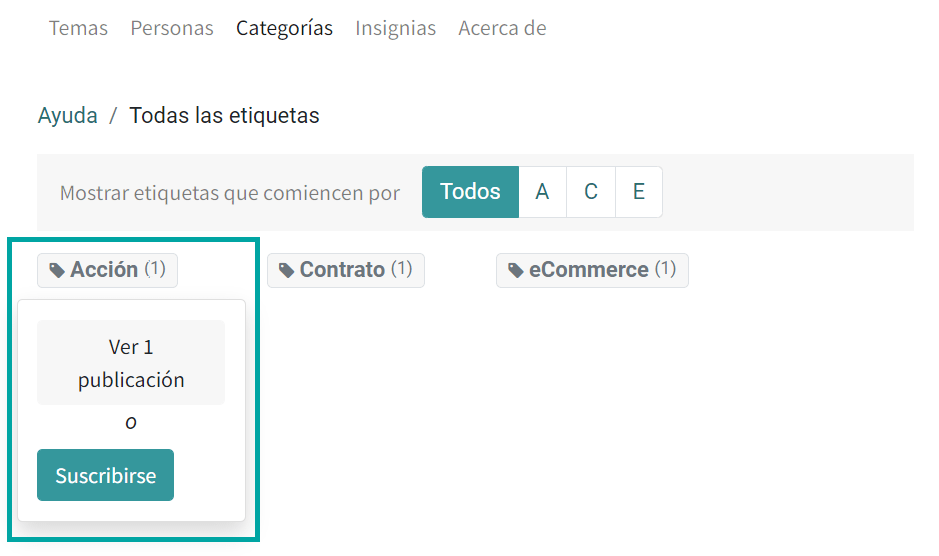 Temas Personas Categorías Insignias Acerca de
Ayuda / Todas las etiquetas
Mostrar etiquetas que comiencen por Todos A C E
Acción (1) Contrato (1) eCommerce (1)
Ver 1
publicación
o
Suscribirse